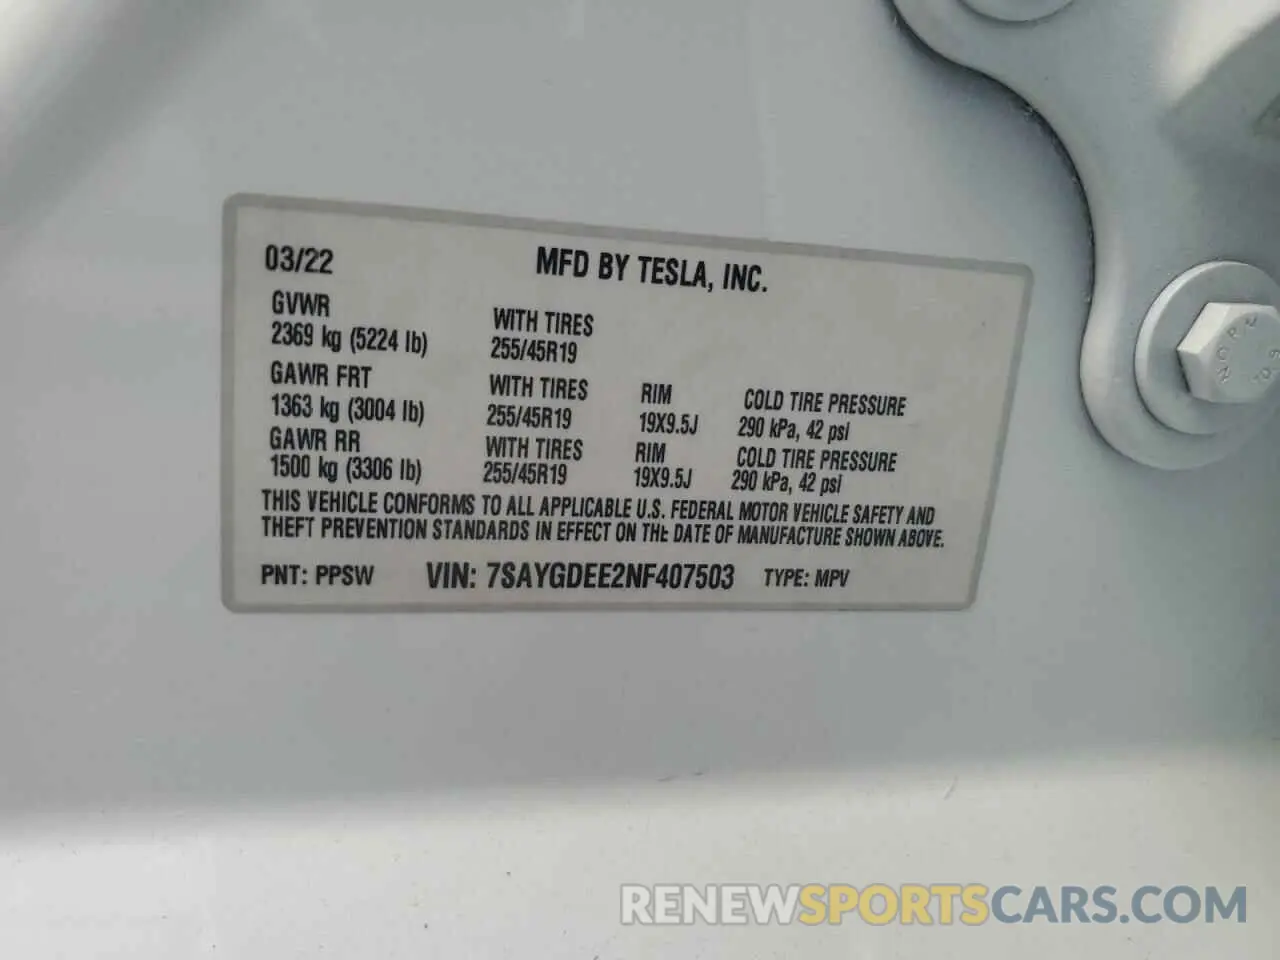 03/22 MFD BY TESLA, INC.
GVWR
2369 kg (5224 lb)
WITH TIRES
255/45R19
GAWR FRT
1363 kg (3004 lb)
WITH TIRES
255/45R19
RIM
19X9.5J
COLD TIRE PRESSURE
290 kPa, 42 psi
GAWR RR
1500 kg (3306 lb)
WITH TIRES
255/45R19
RIM
19X9.5J
COLD TIRE PRESSURE
290 kPa, 42 psi
THIS VEHICLE CONFORMS TO ALL APPLICABLE U.S. FEDERAL MOTOR VEHICLE SAFETY AND
THEFT PREVENTION STANDARDS IN EFFECT ON THE DATE OF MANUFACTURE SHOWN ABOVE.
PNT: PPSW VIN: 7SAYGDEE2NF407503 TYPE: MPV
RENEWSPORTSCARS.COM